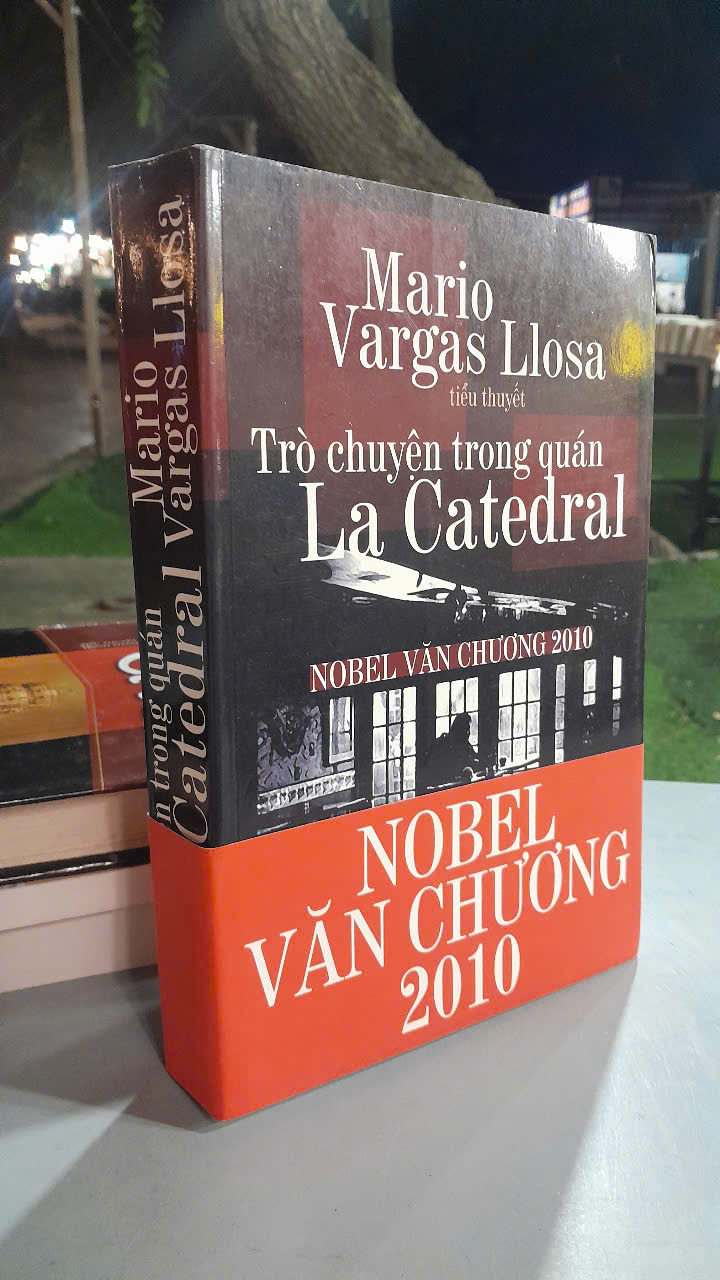 Mario
Vargas Llosa
tiểu thuyết
Trò chuyện trong quán
La Catedral
NOBEL VĂN CHƯƠNG 2010
NOBEL
VĂN CHƯƠNG
2010
Mario
Vargas Llosa
n trong quán
Catedral